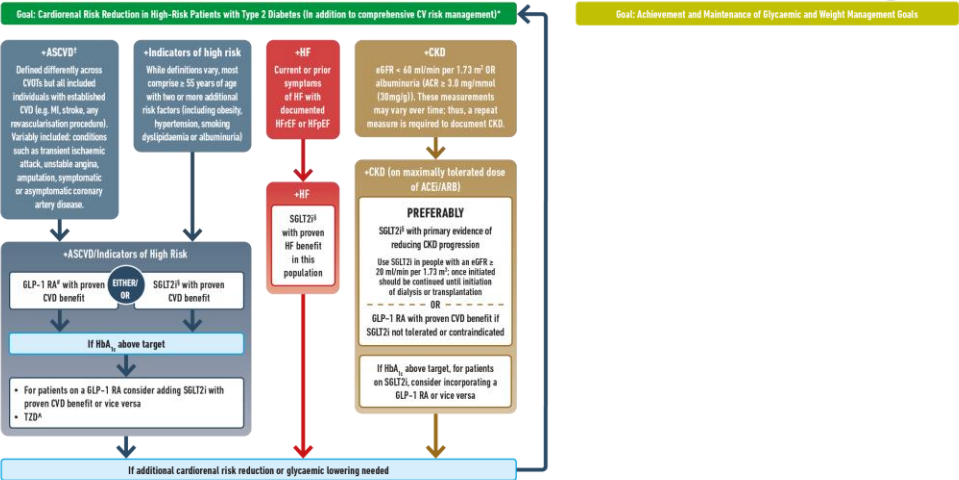 Goal: Cardiorenal Risk Reduction in High-Risk Patients with Type 2 Diabetes (in addition to comprehensive CV risk management)*
Goal: Achievement and Maintenance of Glycaemic and Weight Management Goals
+ASCVD†
Defined differently across
CVOTs but all included
individuals with established
CVD (e.g. MI, stroke, any
revascularisation procedure).
Variably included: conditions
such as transient ischaemic
attack, unstable angina,
amputation, symptomatic
or asymptomatic coronary
artery disease.
+Indicators of high risk
While definitions vary, most
comprise ≥ 55 years of age
with two or more additional
risk factors (including obesity,
hypertension, smoking
dyslipidaemia or albuminuria)
+HF
Current or prior
symptoms
of HF with
documented
HFrEF or HFpEF
+CKD
eGFR < 60 ml/min per 1.73 m² OR
albuminuria (ACR ≥ 3.0 mg/mmol
(30mg/g)). These measurements
may vary over time; thus, a repeat
measure is required to document CKD.
+ASCVD/Indicators of High Risk
GLP-1 RA# with proven
CVD benefit
EITHER/
OR
SGLT2i§ with proven
CVD benefit
If HbA1c above target
• For patients on a GLP-1 RA consider adding SGLT2i with
proven CVD benefit or vice versa
• TZD^
+HF
SGLT2i§
with proven
HF benefit
in this
population
+CKD (on maximally tolerated dose
of ACEi/ARB)
PREFERABLY
SGLT2i§ with primary evidence of
reducing CKD progression
Use SGLT2i in people with an eGFR ≥
20 ml/min per 1.73 m²; once initiated
should be continued until initiation
of dialysis or transplantation
OR
GLP-1 RA with proven CVD benefit if
SGLT2i not tolerated or contraindicated
If HbA1c above target, for patients
on SGLT2i, consider incorporating a
GLP-1 RA or vice versa
If additional cardiorenal risk reduction or glycaemic lowering needed